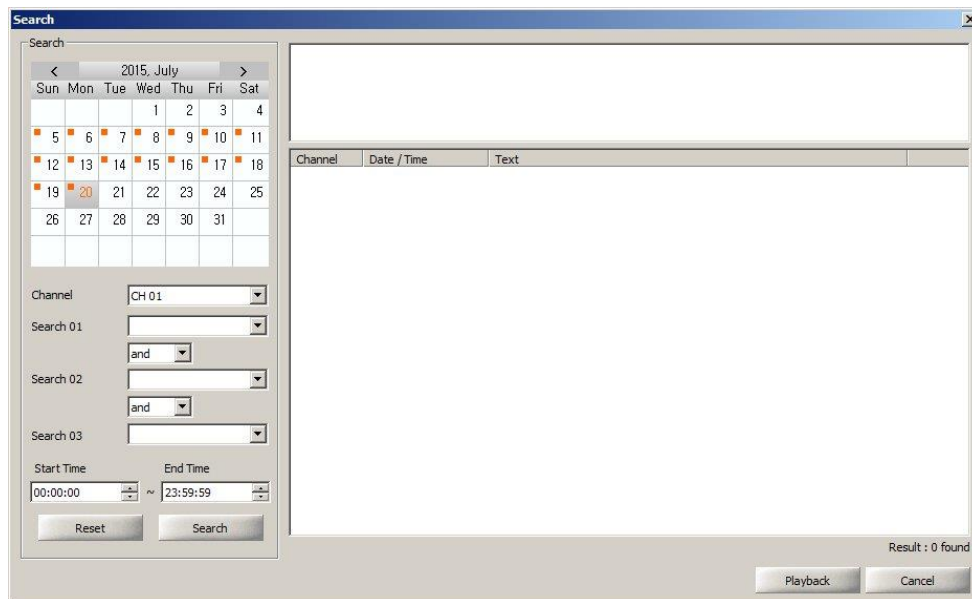 Search
Search
< 2015, July >
Sun Mon Tue Wed Thu Fri Sat
1 2 3 4
5 6 7 8 9 10 11
12 13 14 15 16 17 18
19 20 21 22 23 24 25
26 27 28 29 30 31
Channel CH 01
Search 01
and
Search 02
and
Search 03
Start Time End Time
00:00:00 ~ 23:59:59
Reset Search
Channel Date / Time Text
Result : 0 found
Playback Cancel